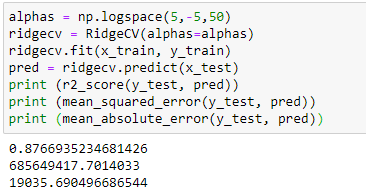 alphas = np.logspace(5,-5,50)
ridgecv = RidgeCV(alphas=alphas)
ridgecv.fit(x_train, y_train)
pred = ridgecv.predict(x_test)
print (r2_score(y_test, pred))
print (mean_squared_error(y_test, pred))
print (mean_absolute_error(y_test, pred))
0.8766935234681426
685649417.7014033
19035.690496686544